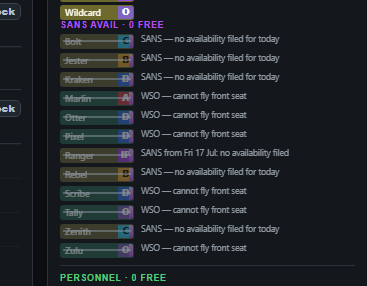 ock
ock
Wildcard
SANS AVAIL · 0 FREE
Bolt SANS — no availability filed for today
Jester SANS — no availability filed for today
Kraken SANS — no availability filed for today
Marlin WSO — cannot fly front seat
Otter WSO — cannot fly front seat
Pixel WSO — cannot fly front seat
Ranger SANS from Fri 17 Jul: no availability filed
Rebel SANS — no availability filed for today
Scribe WSO — cannot fly front seat
Tally WSO — cannot fly front seat
Zenith SANS — no availability filed for today
Zulu WSO — cannot fly front seat
PERSONNEL · 0 FREE